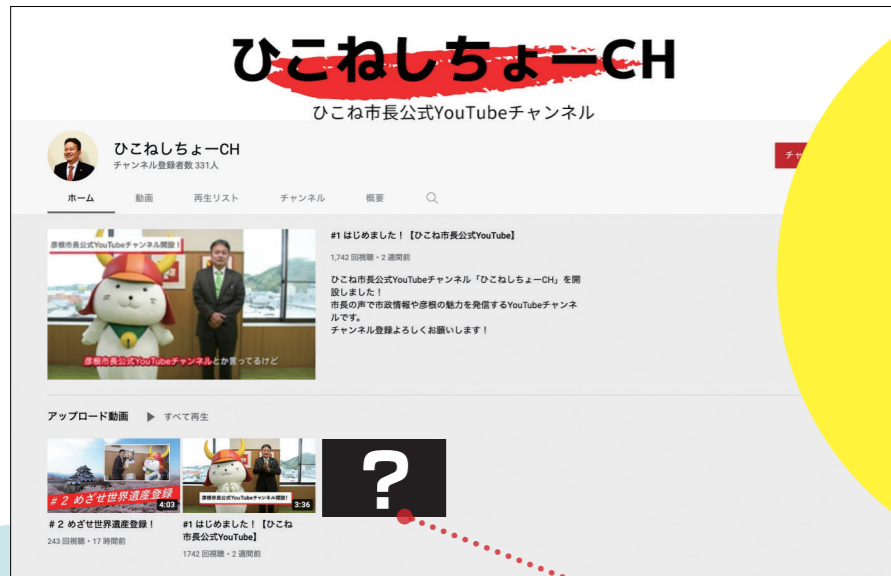 ひこねしちょーCH
ひこね市長公式YouTubeチャンネル
ひこねしちょーCH
チャンネル登録者数 331人
チャ
ホーム 動画 再生リスト チャンネル 概要
彦根市長公式YouTubeチャンネル開設！
彦根市長公式YouTubeチャンネルとか言ってるけど
#1 はじめました！【ひこね市長公式YouTube】
1,742 回視聴・2 週間前
ひこね市長公式YouTubeチャンネル「ひこねしちょーCH」を開
設しました！
市長の声で市政情報や彦根の魅力を発信するYouTubeチャンネ
ルです。
チャンネル登録よろしくお願いします！
アップロード動画 ▶ すべて再生
＃２ めざせ世界遺産登録
4:03
彦根市長公式YouTubeチャンネル開設！
3:36
?
＃２ めざせ世界遺産登録！
243 回視聴・17 時間前
#1 はじめました！【ひこね
市長公式YouTube】
1742 回視聴・2 週間前